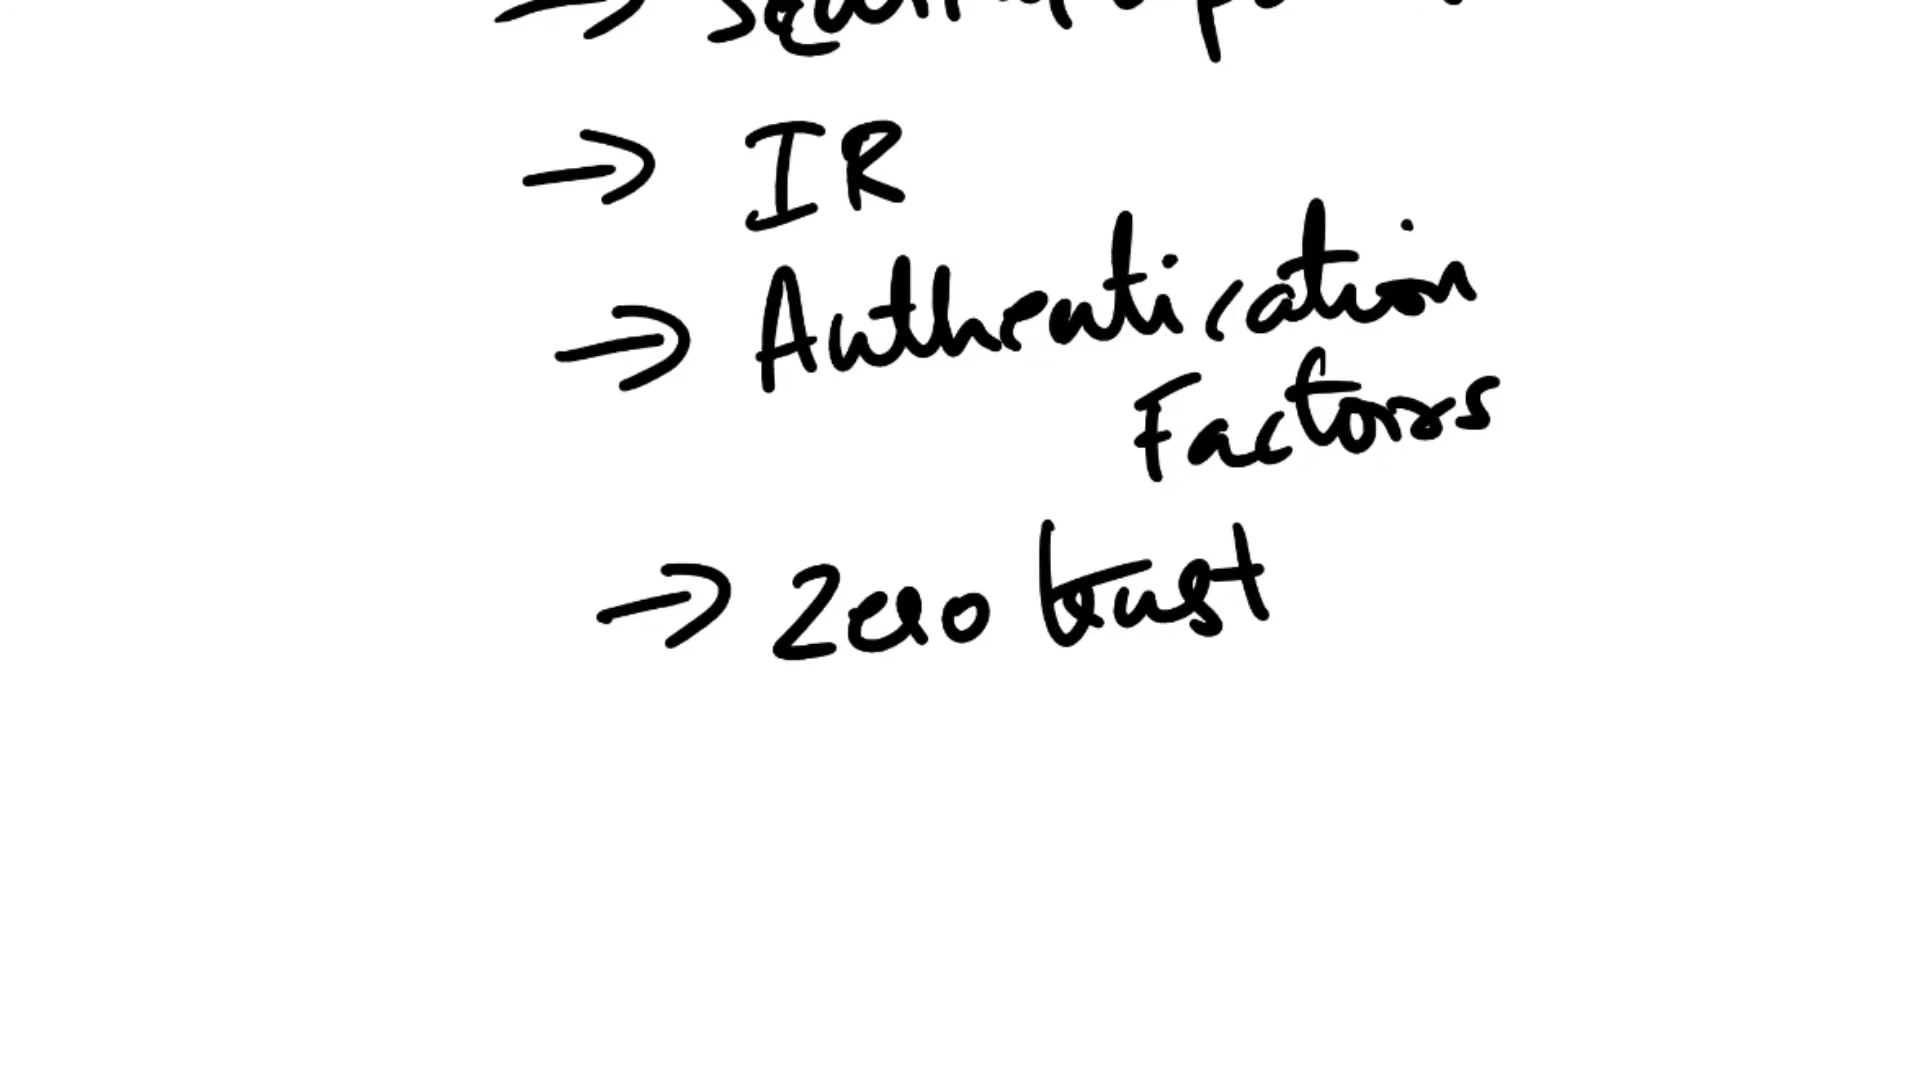 → IR
→ Authentication
Factors
→ Zero trust